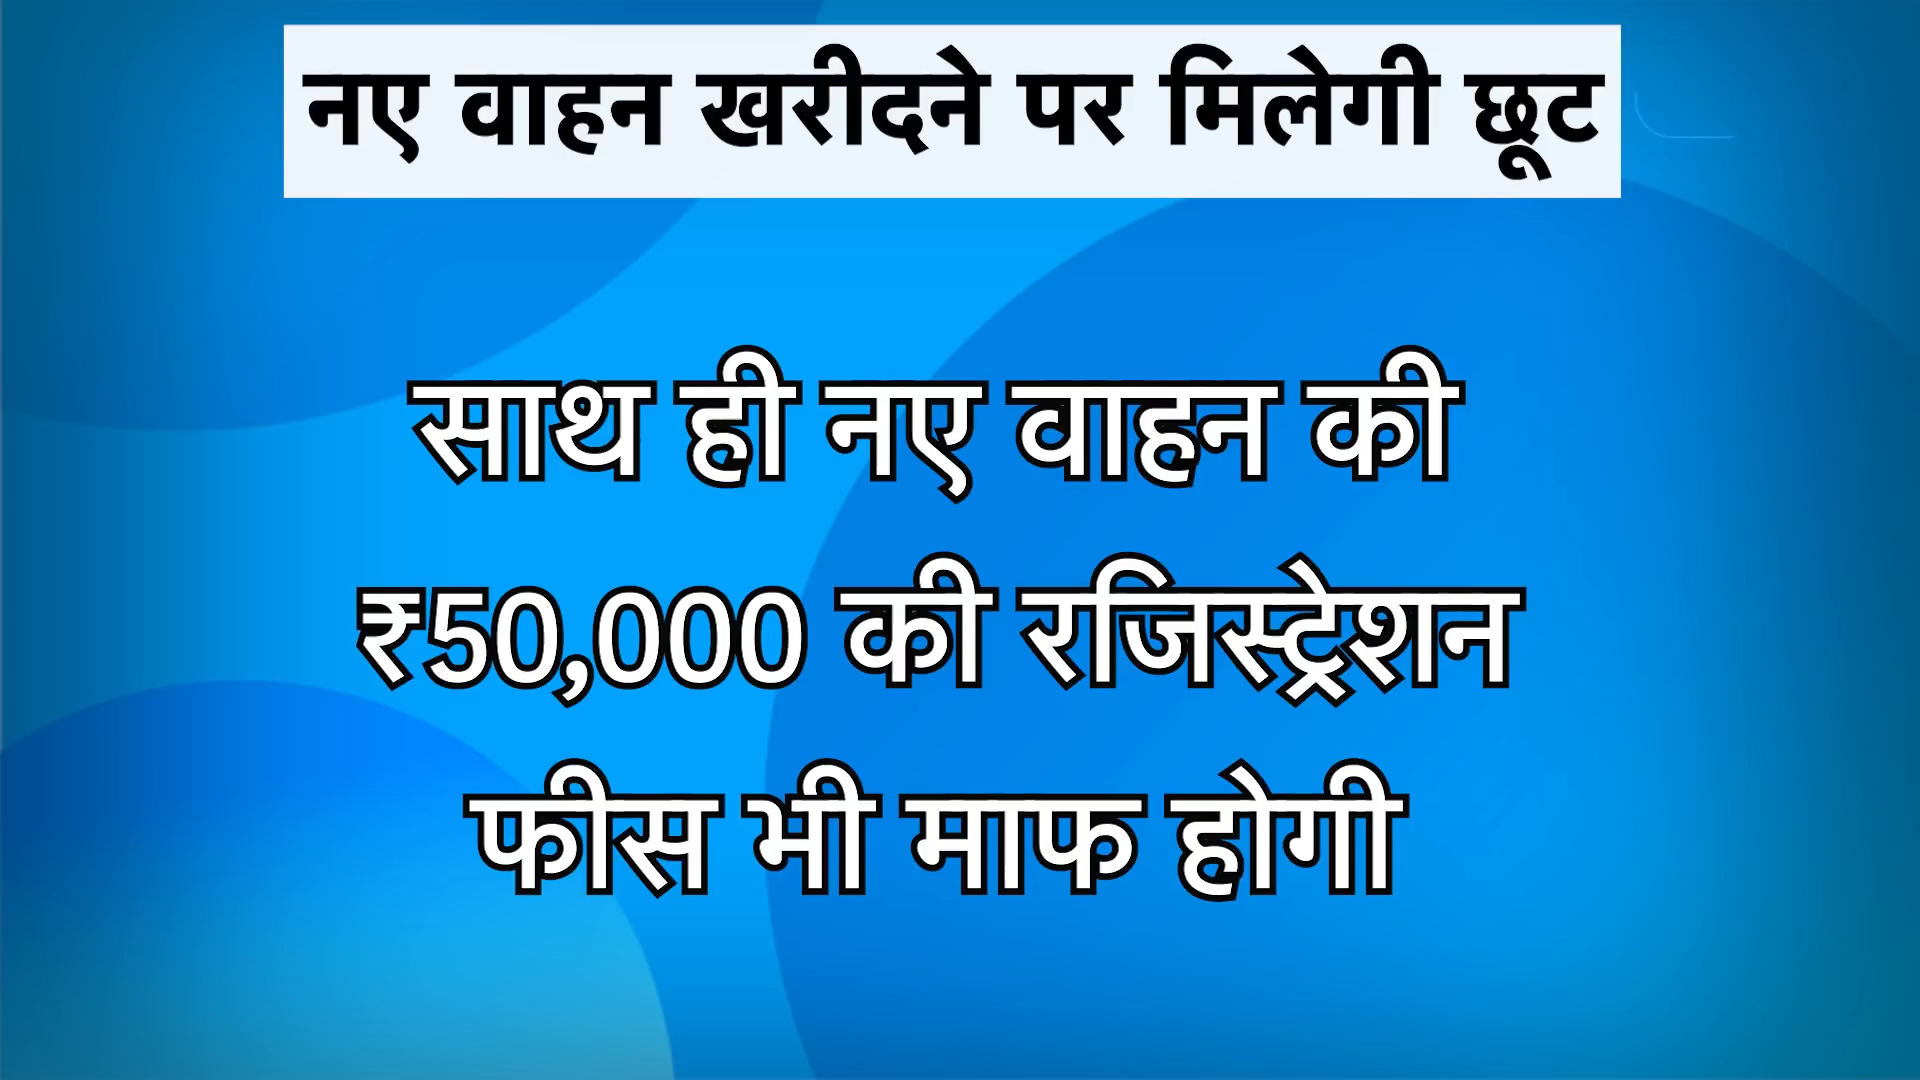 नए वाहन खरीदने पर मिलेगी छूट
साथ ही नए वाहन की
₹50,000 की रजिस्ट्रेशन
फीस भी माफ होगी